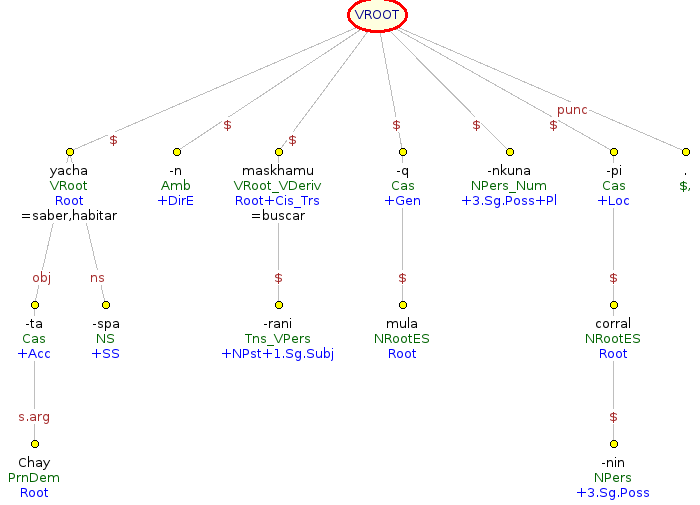 VROOT
punc
$ $ $ $ $ $
yacha -n maskhamu -q -nkuna -pi .
VRoot Amb VRoot_VDeriv Cas NPers_Num Cas $,
Root +DirE Root+Cis_Trs +Gen +3.Sg.Poss+Pl +Loc
=saber,habitar =buscar
obj ns $ $ $
-ta -spa -rani mula corral
Cas NS Tns_VPers NRootES NRootES
+Acc +SS +NPst+1.Sg.Subj Root Root
s.arg $
Chay -nin
PrnDem NPers
Root +3.Sg.Poss